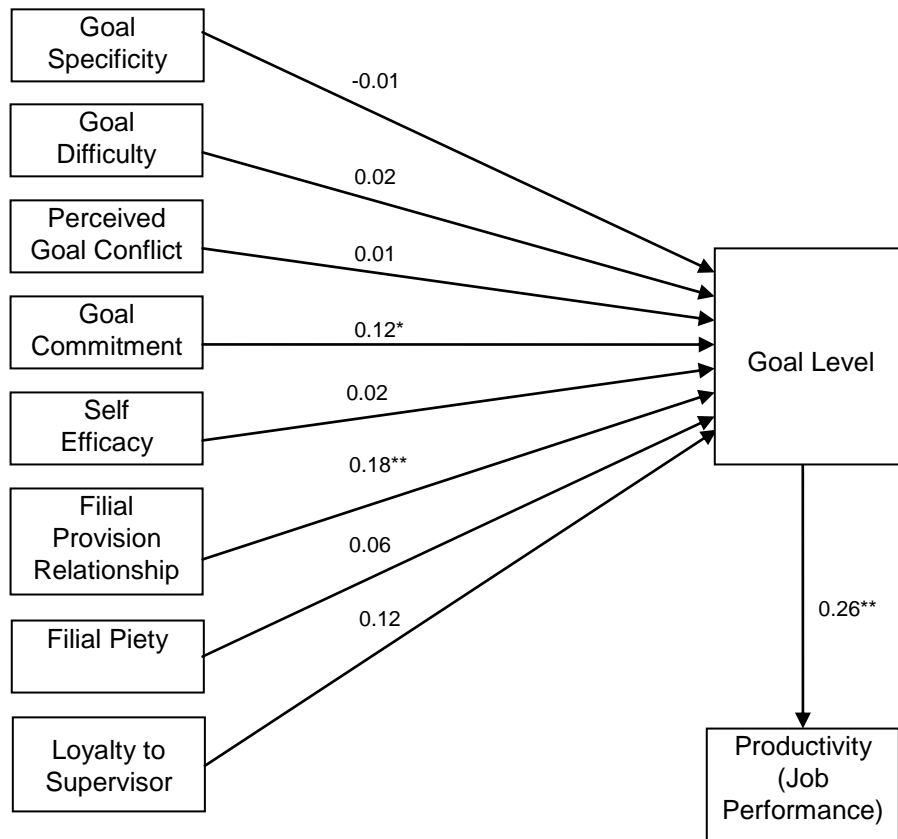 Goal
Specificity
-0.01
Goal
Difficulty
0.02
Perceived
Goal Conflict
0.01
Goal
Commitment
0.12*
Goal Level
Self
Efficacy
0.02
Filial
Provision
Relationship
0.18**
Filial Piety
0.06
Loyalty to
Supervisor
0.12
0.26**
Productivity
(Job
Performance)